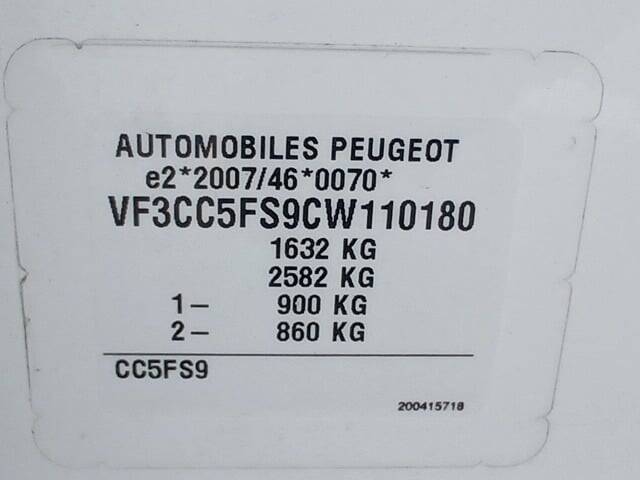 AUTOMOBILES PEUGEOT
e2*2007/46*0070*
VF3CC5FS9CW110180
1632 KG
2582 KG
1- 900 KG
2- 860 KG
CC5FS9
200415718